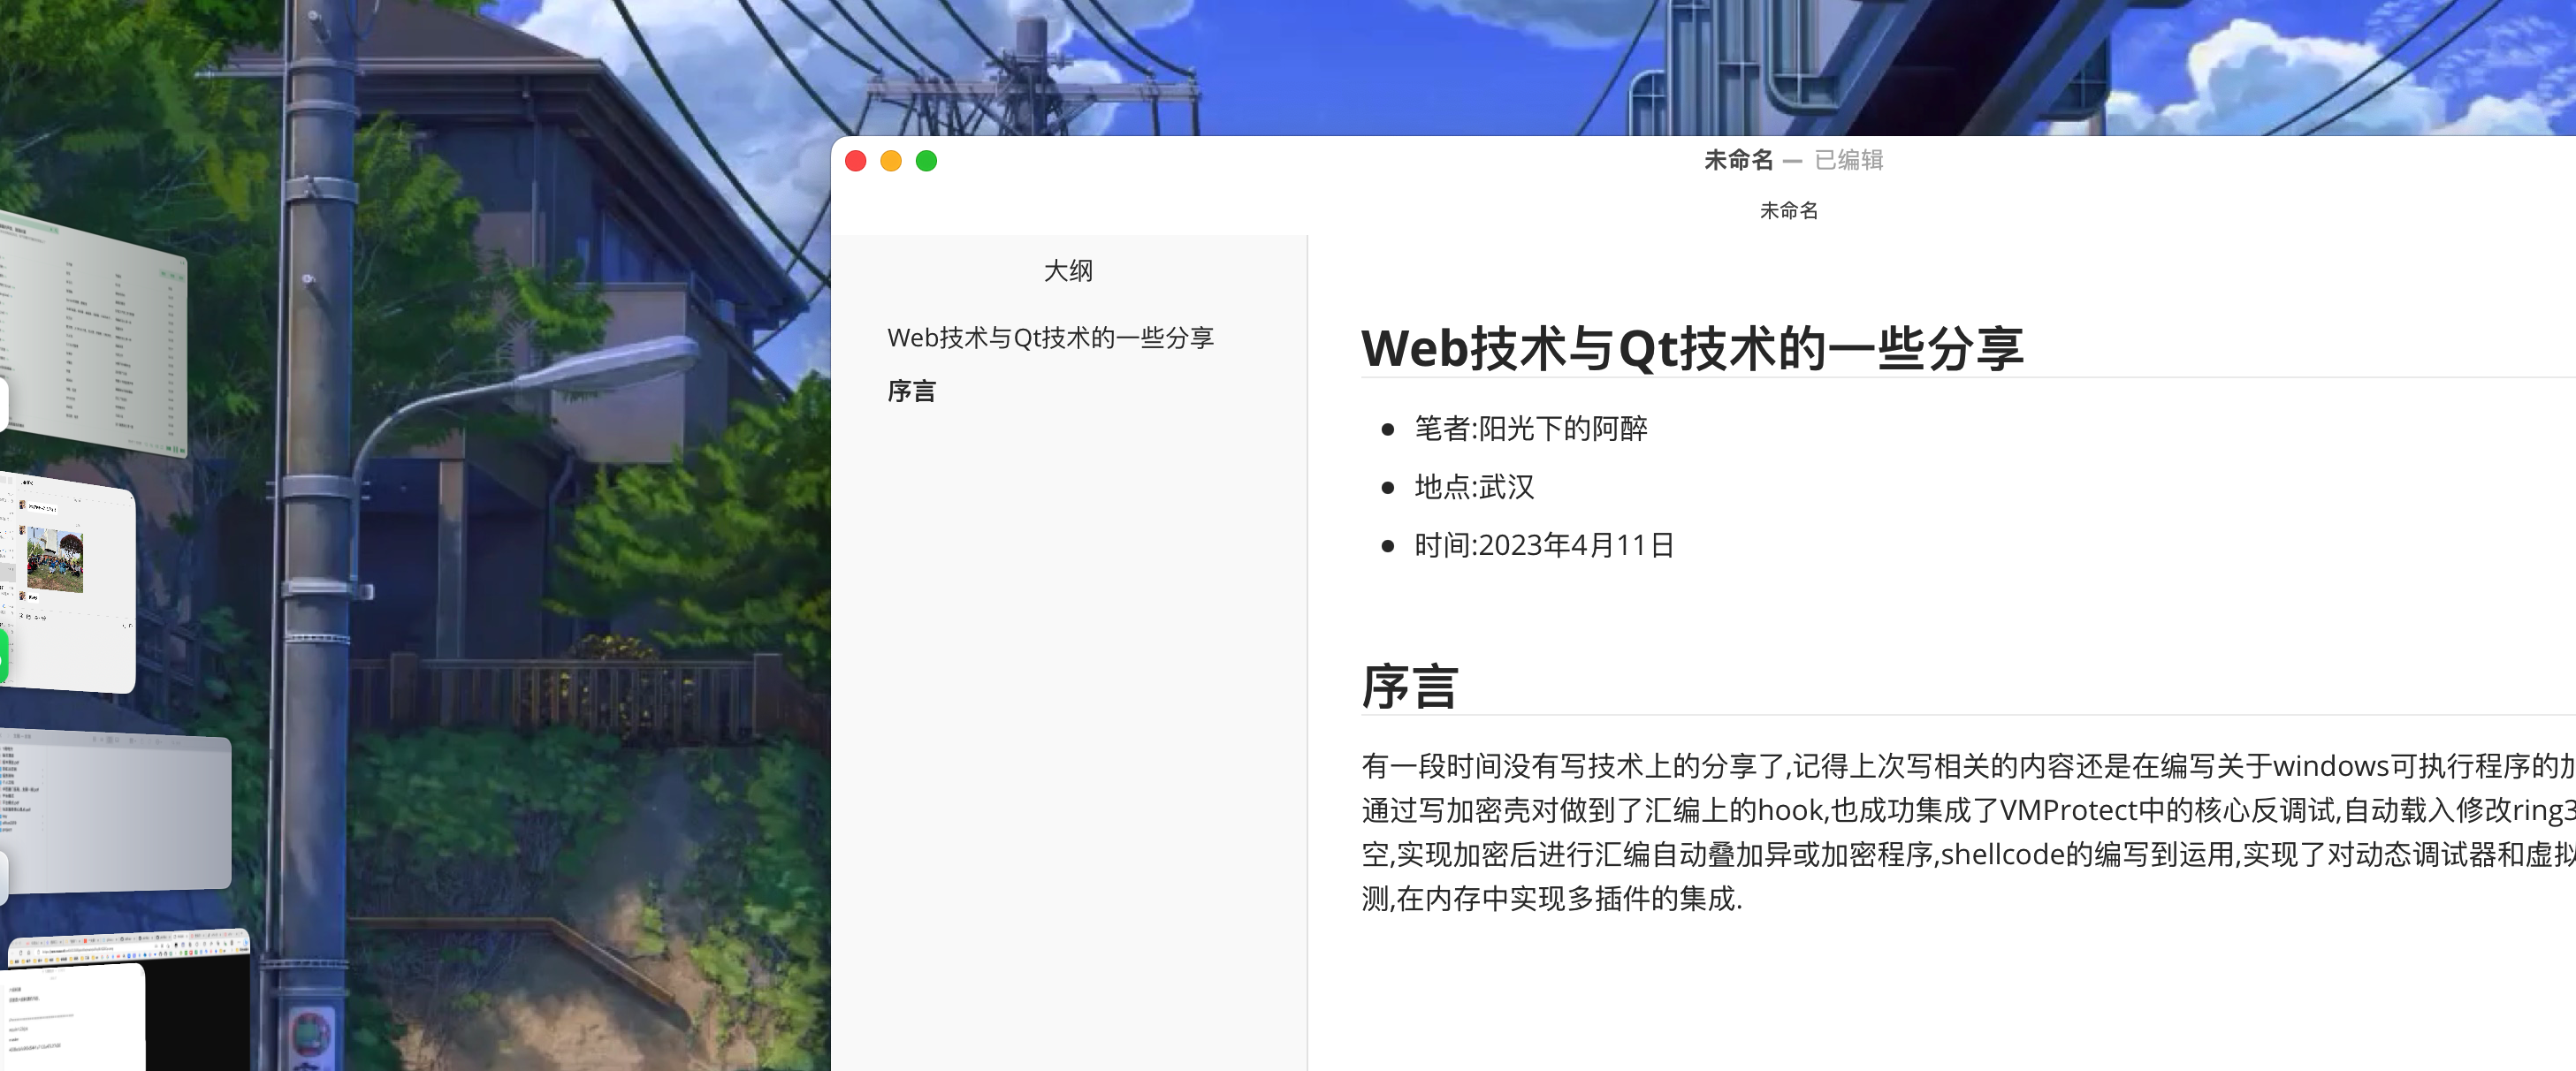 未命名 — 已编辑
未命名
大纲
Web技术与Qt技术的一些分享
序言
Web技术与Qt技术的一些分享
笔者:阳光下的阿醉
地点:武汉
时间:2023年4月11日
序言
有一段时间没有写技术上的分享了,记得上次写相关的内容还是在编写关于windows可执行程序的加
通过写加密壳对做到了汇编上的hook,也成功集成了VMProtect中的核心反调试,自动载入修改ring3
空,实现加密后进行汇编自动叠加异或加密程序,shellcode的编写到运用,实现了对动态调试器和虚拟
测,在内存中实现多插件的集成.